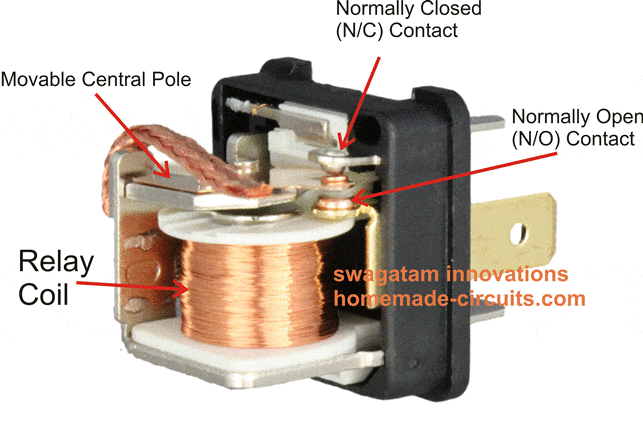 Normally Closed
(N/C) Contact
Movable Central Pole
Normally Open
(N/O) Contact
Relay
Coil
swagatam innovations
homemade-circuits.com